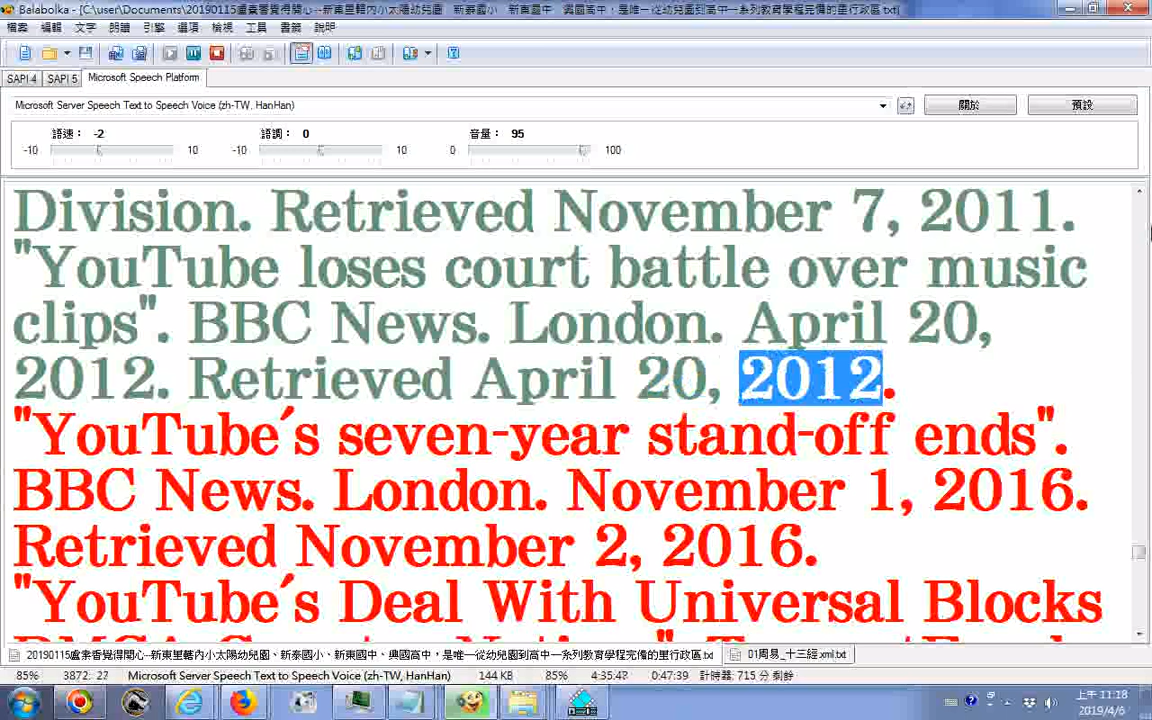 Balabolka - [C:\user\Documents\20190115盧橤香覺得開心--新東里轄內小太陽幼兒園、新泰國小、新東國中、興國高中，是唯一從幼兒園到高中一系列教育學程完備的里行政區.txt]
檔案 編輯 文字 朗讀 引擎 選項 檢視 工具 書籤 說明
SAPI 4 SAPI 5 Microsoft Speech Platform
Microsoft Server Speech Text to Speech Voice (zh-TW, HanHan) 關於 預設
語速： -2 語調： 0 音量： 95
-10 10 -10 10 0 100
Division. Retrieved November 7, 2011.
"YouTube loses court battle over music
clips". BBC News. London. April 20,
2012. Retrieved April 20, 2012.
"YouTube's seven-year stand-off ends".
BBC News. London. November 1, 2016.
Retrieved November 2, 2016.
"YouTube's Deal With Universal Blocks
20190115盧橤香覺得開心--新東里轄內小太陽幼兒園、新泰國小、新東國中、興國高中，是唯一從幼兒園到高中一系列教育學程完備的里行政區.txt 01周易_十三經.xml.txt
85% 3872: 27 Microsoft Server Speech Text to Speech Voice (zh-TW, HanHan) 144 KB 85% 4:35:48 0:47:39 計時器: 715 分 剩餘
上午 11:18
2019/4/6